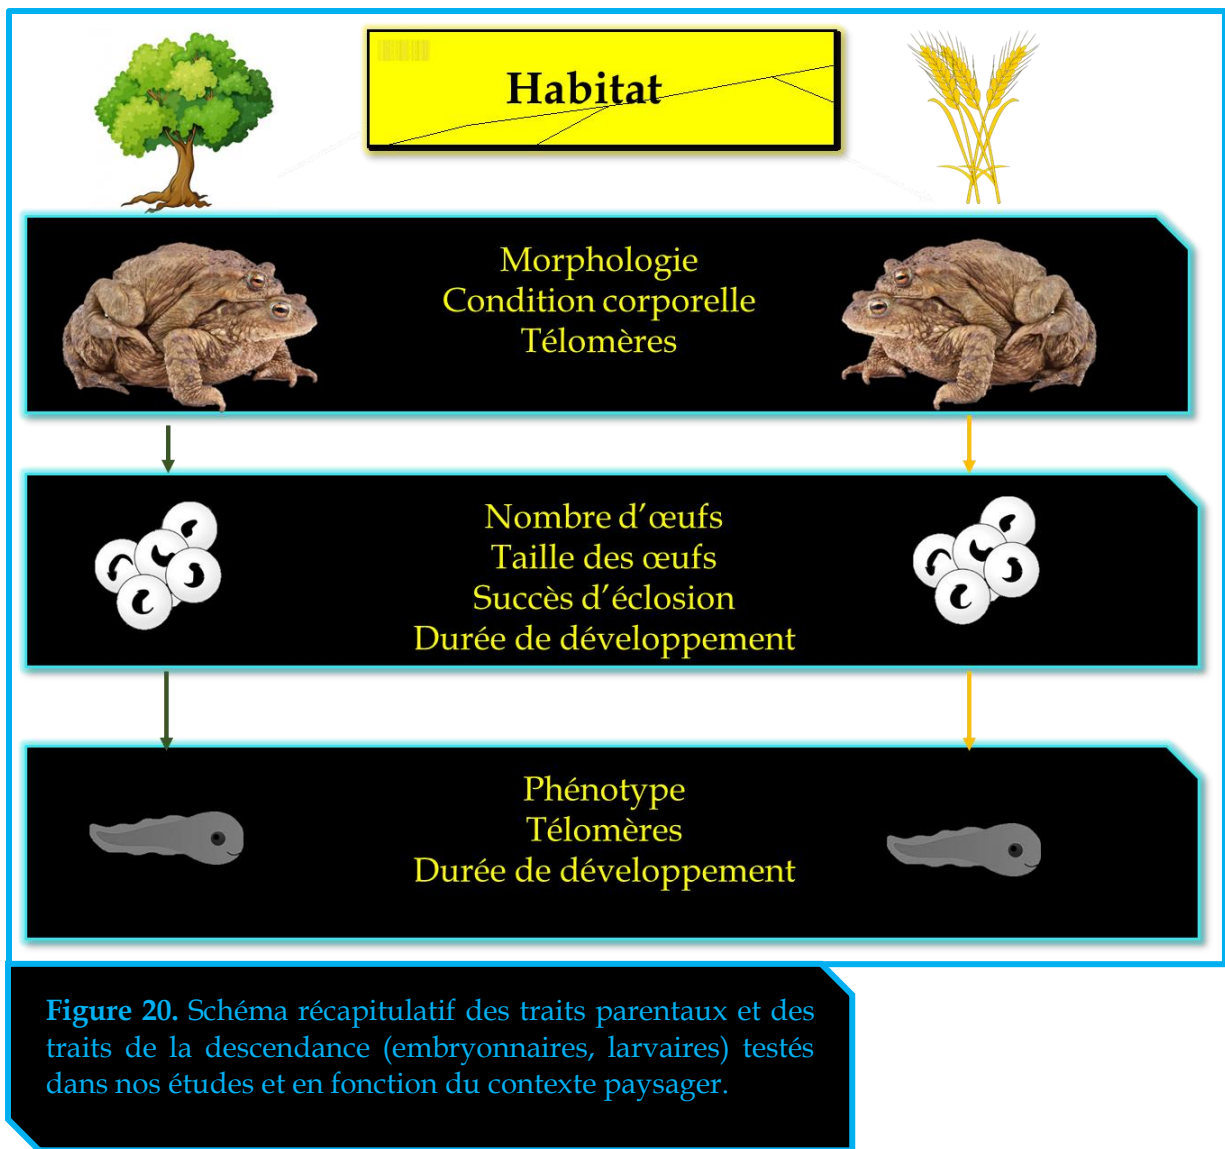 Habitat
Morphologie
Condition corporelle
Télomères
Nombre d'œufs
Taille des œufs
Succès d'éclosion
Durée de développement
Phénotype
Télomères
Durée de développement
Figure 20. Schéma récapitulatif des traits parentaux et des
traits de la descendance (embryonnaires, larvaires) testés
dans nos études et en fonction du contexte paysager.